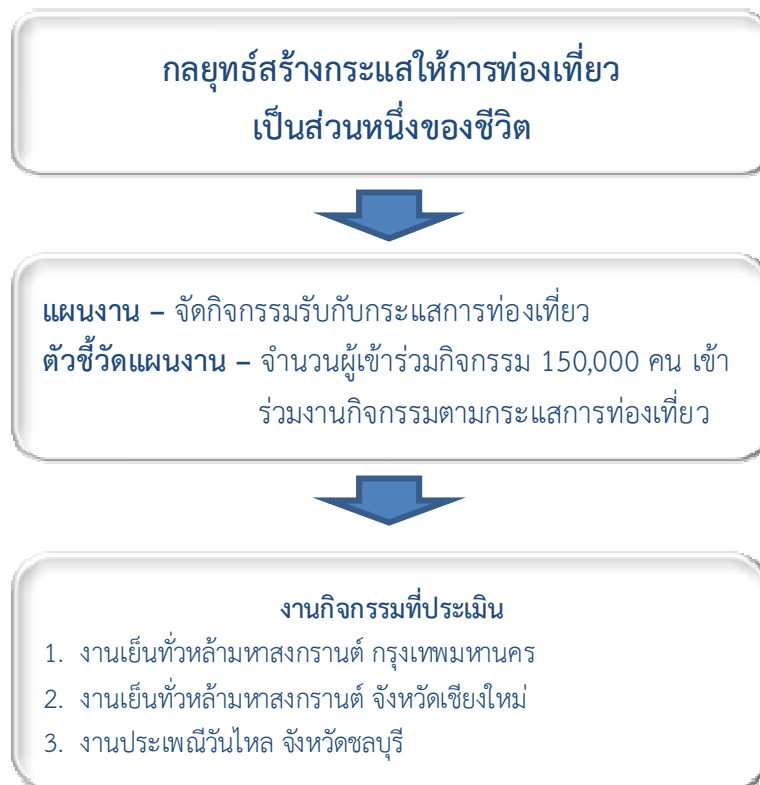 กลยุทธ์สร้างกระแสให้การท่องเที่ยว
เป็นส่วนหนึ่งของชีวิต
แผนงาน – จัดกิจกรรมรับกับกระแสการท่องเที่ยว
ตัวชี้วัดแผนงาน – จำนวนผู้เข้าร่วมกิจกรรม 150,000 คน เข้า
ร่วมงานกิจกรรมตามกระแสการท่องเที่ยว
งานกิจกรรมที่ประเมิน
1. งานเย็นทั่วหล้ามหาสงกรานต์ กรุงเทพมหานคร
2. งานเย็นทั่วหล้ามหาสงกรานต์ จังหวัดเชียงใหม่
3. งานประเพณีวันไหล จังหวัดชลบุรี